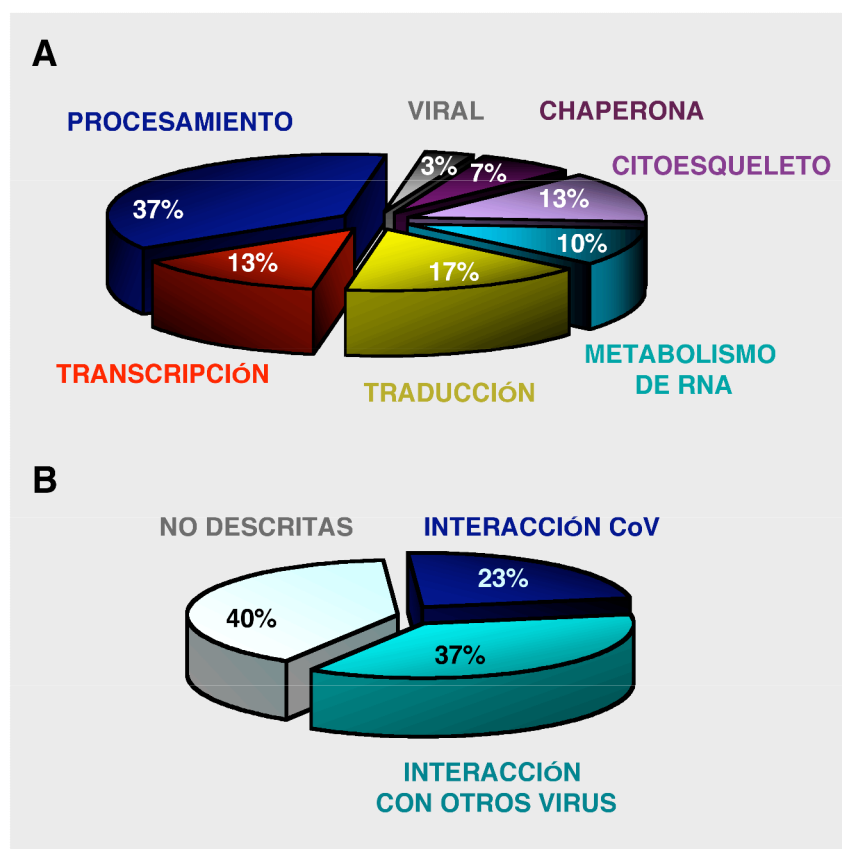 A
PROCESAMIENTO
VIRAL
CHAPERONA
CITOESQUELETO
3%
7%
13%
37%
10%
13%
17%
METABOLISMO
DE RNA
TRANSCRIPCIÓN
TRADUCCIÓN
B
NO DESCRITAS
INTERACCIÓN CoV
23%
40%
37%
INTERACCIÓN
CON OTROS VIRUS